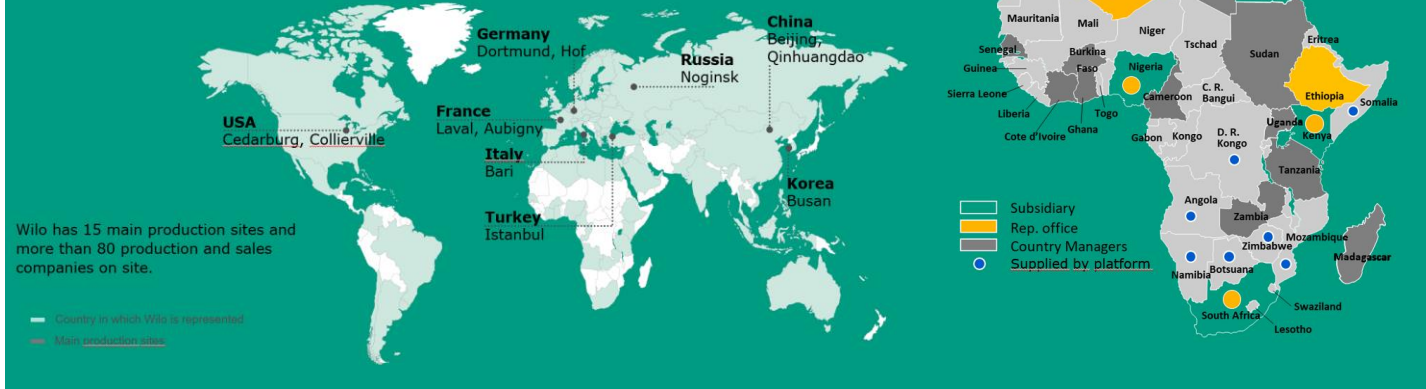 Germany
Dortmund, Hof
China
Beijing,
Qinhuangdao
Russia
Noginsk
USA
Cedarburg, Collierville
France
Laval, Aubigny
Italy
Bari
Korea
Busan
Turkey
Istanbul
Wilo has 15 main production sites and
more than 80 production and sales
companies on site.
Country in which Wilo is represented
Main production sites
Mauritania
Mali
Niger
Tschad
Sudan
Eritrea
Senegal
Burkina
Faso
Nigeria
Guinea
Sierra Leone
Cameroon
C. R.
Bangui
Ethiopia
Somalia
Liberia
Togo
Cote d'Ivoire
Ghana
Gabon
Kongo
D. R.
Kongo
Uganda
Kenya
Tanzania
Angola
Zambia
Mozambique
Zimbabwe
Madagascar
Namibia
Botsuana
Swaziland
South Africa
Lesotho
Subsidiary
Rep. office
Country Managers
Supplied by platform